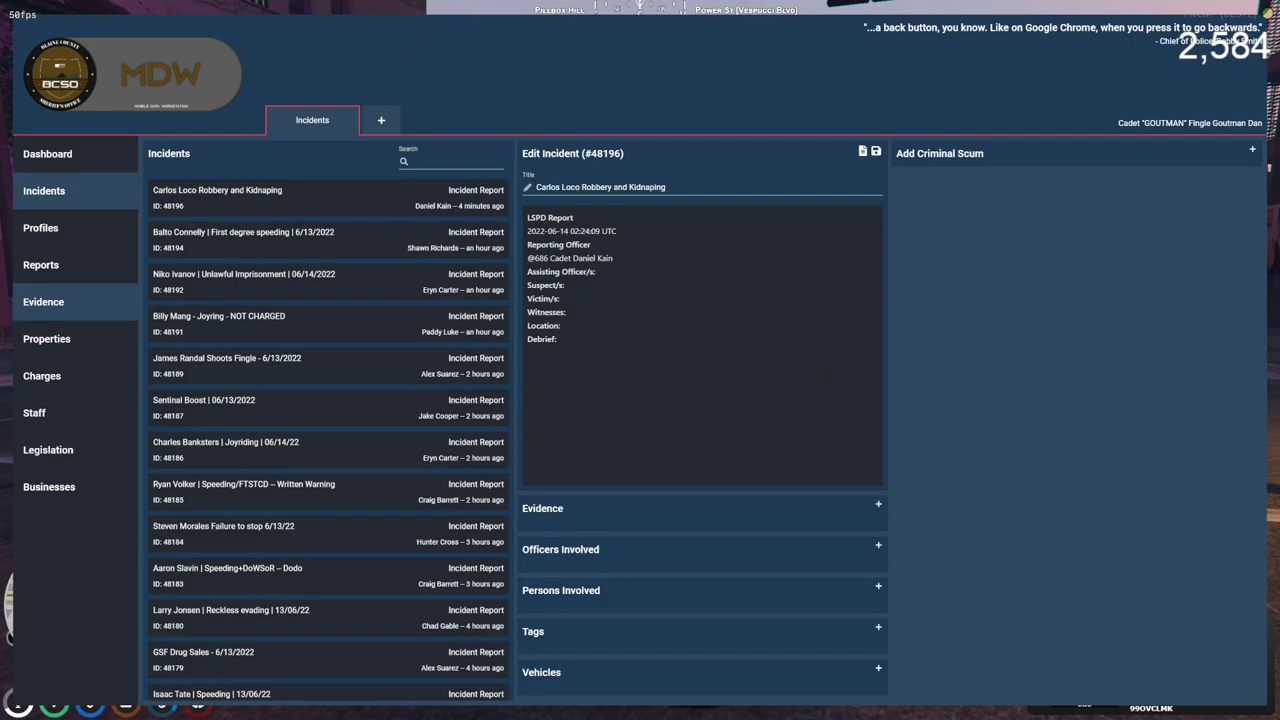 50fps
PILLBOX HILL
POWER ST [VESPUCCI BLVD]
"...a back button, you know. Like on Google Chrome, when you press it to go backwards."
- Chief of Police Bobby Smith
2,584
BLAINE COUNTY
BCSO
SHERIFF'S OFFICE
MDW
MOBILE DATA WORKSTATION
Incidents
+
Cadet "GOUTMAN" Fingle Goutman Dan
Dashboard
Incidents
Profiles
Reports
Evidence
Properties
Charges
Staff
Legislation
Businesses
Incidents
Search
Carlos Loco Robbery and Kidnaping Incident Report
ID: 48196 Daniel Kain – 4 minutes ago
Balto Connelly | First degree speeding | 6/13/2022 Incident Report
ID: 48194 Shawn Richards – an hour ago
Niko Ivanov | Unlawful Imprisonment | 06/14/2022 Incident Report
ID: 48192 Eryn Carter – an hour ago
Billy Mang - Joyring - NOT CHARGED Incident Report
ID: 48191 Paddy Luke – an hour ago
James Randal Shoots Fingle - 6/13/2022 Incident Report
ID: 48189 Alex Suarez – 2 hours ago
Sentinal Boost | 06/13/2022 Incident Report
ID: 48187 Jake Cooper – 2 hours ago
Charles Banksters | Joyriding | 06/14/22 Incident Report
ID: 48186 Eryn Carter – 2 hours ago
Ryan Volker | Speeding/FTSTCD – Written Warning Incident Report
ID: 48185 Craig Barrett – 2 hours ago
Steven Morales Failure to stop 6/13/22 Incident Report
ID: 48184 Hunter Cross – 3 hours ago
Aaron Slavin | Speeding+DoWSoR – Dodo Incident Report
ID: 48183 Craig Barrett – 3 hours ago
Larry Jonsen | Reckless evading | 13/06/22 Incident Report
ID: 48180 Chad Gable – 4 hours ago
GSF Drug Sales - 6/13/2022 Incident Report
ID: 48179 Alex Suarez – 4 hours ago
Isaac Tate | Speeding | 13/06/22 Incident Report
Edit Incident (#48196)
Title
Carlos Loco Robbery and Kidnaping
LSPD Report
2022-06-14 02:24:09 UTC
Reporting Officer
@686 Cadet Daniel Kain
Assisting Officer/s:
Suspect/s:
Victim/s:
Witnesses:
Location:
Debrief:
Evidence +
Officers Involved +
Persons Involved +
Tags +
Vehicles +
Add Criminal Scum +
99OVCLMK